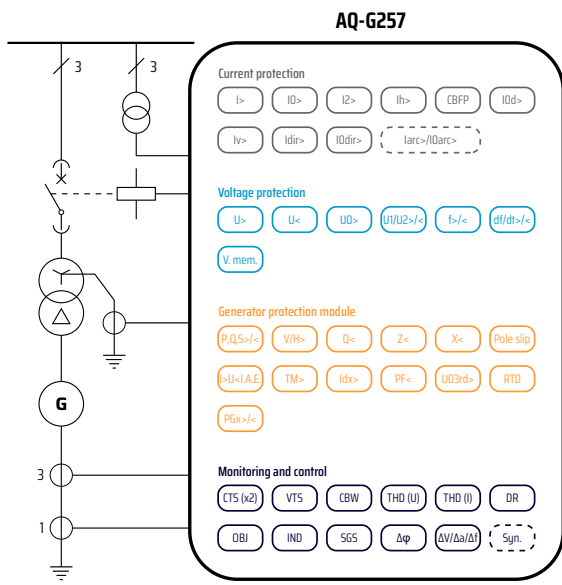 AQ-G257
3
3
Current protection
I>
I0>
I2>
Ih>
CBFP
I0d>
Iv>
Idir>
I0dir>
Iarc>/I0arc>
Voltage protection
U>
U<
U0>
U1/U2>/<
f>/<
df/dt>/<
V. mem.
Generator protection module
P,Q,S>/<
V/H>
Q<
Z<
X<
Pole slip
I>U<I.A.E.
TM>
Idx>
PF<
U03rd>
RTD
PGx>/<
G
Monitoring and control
3
CTS (x2)
VTS
CBW
THD (U)
THD (I)
DR
1
OBJ
IND
SGS
Δφ
ΔV/Δa/Δf
Syn.